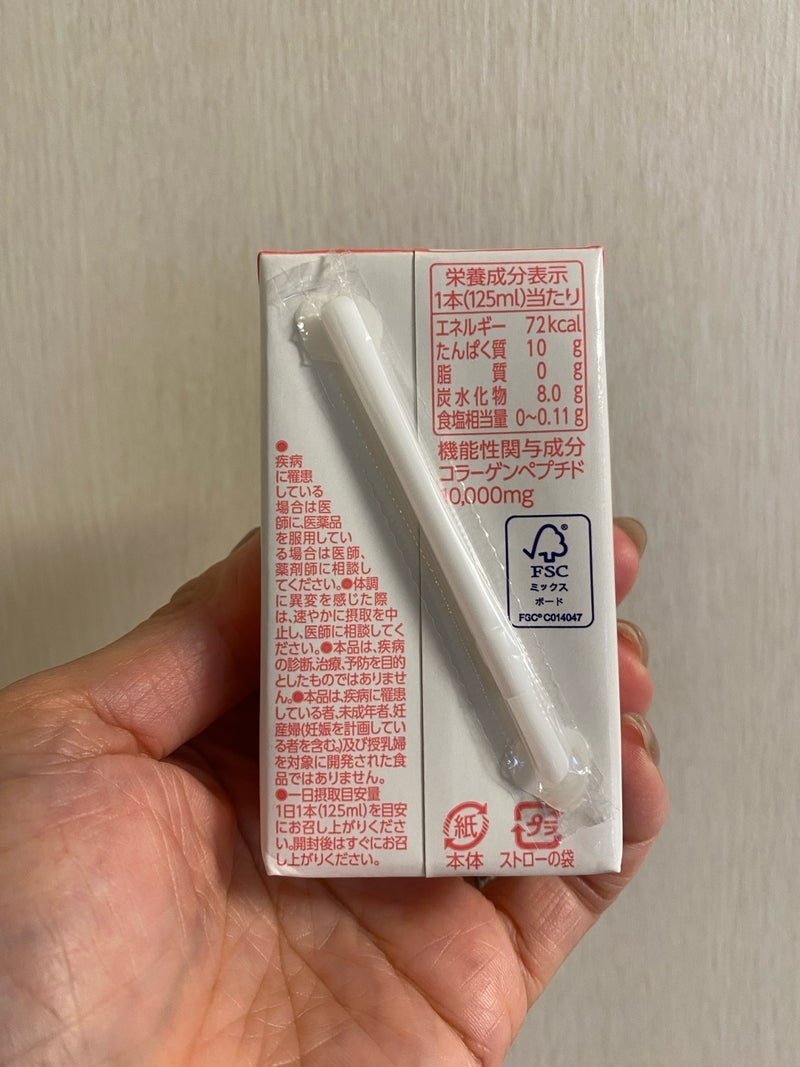 ●
疾病
に罹患
している
場合は医
師に、医薬品
を服用してい
る場合は医師、
薬剤師に相談し
てください。●体調
に異変を感じた際
は、速やかに摂取を中
止し、医師に相談してく
ださい。●本品は、疾病
の診断、治療、予防を目的
としたものではありませ
ん。●本品は、疾病に罹患
している者、未成年者、妊
産婦(妊娠を計画してい
る者を含む。)及び授乳婦
を対象に開発された食
品ではありません。
●一日摂取目安量
1日1本(125ml)を目安
にお召し上がりくださ
い。開封後はすぐにお召
し上がりください。
栄養成分表示
1本(125ml)当たり
エネルギー 72kcal
たんぱく質 10 g
脂質 0 g
炭水化物 8.0 g
食塩相当量 0~0.11g
機能性関与成分
コラーゲンペプチド
10,000mg
®
FSC
ミックス
ボード
FSC® C014047
紙
本体
プラ
ストローの袋